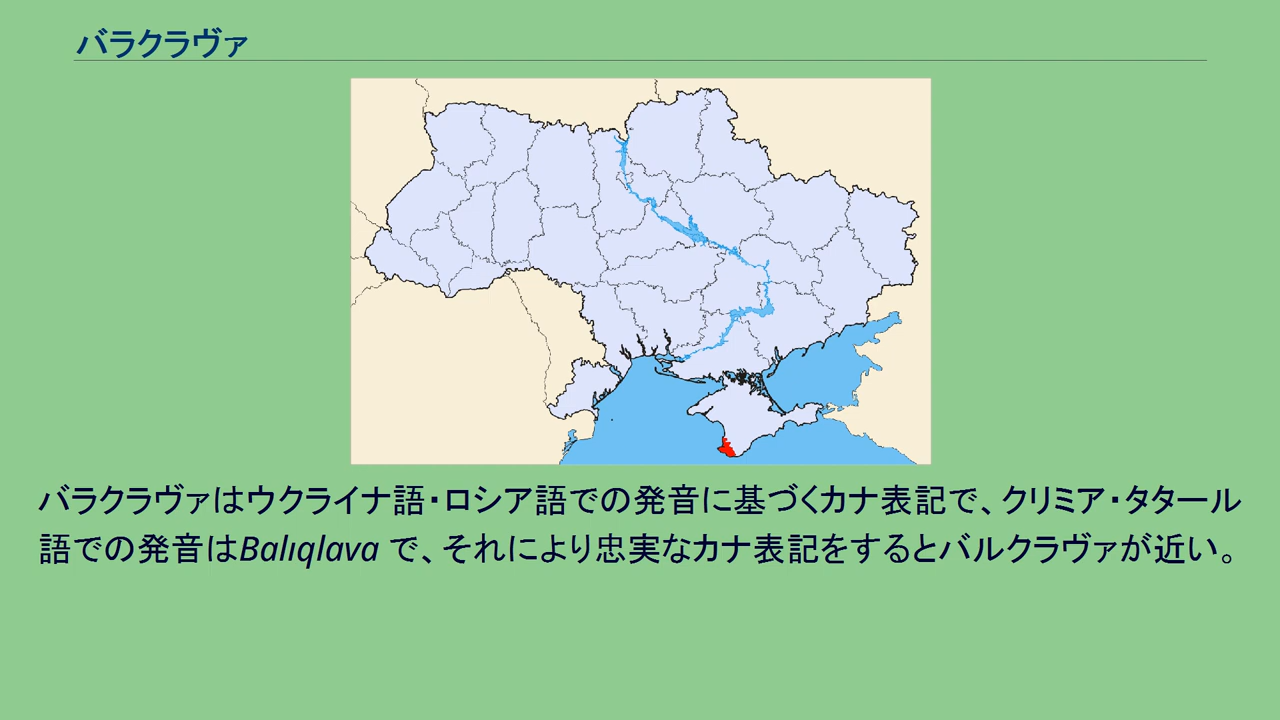 バラクラヴァ
バラクラヴァはウクライナ語・ロシア語での発音に基づくカナ表記で、クリミア・タタール
語での発音はBalıqlava で、それにより忠実なカナ表記をするとバルクラヴァが近い。